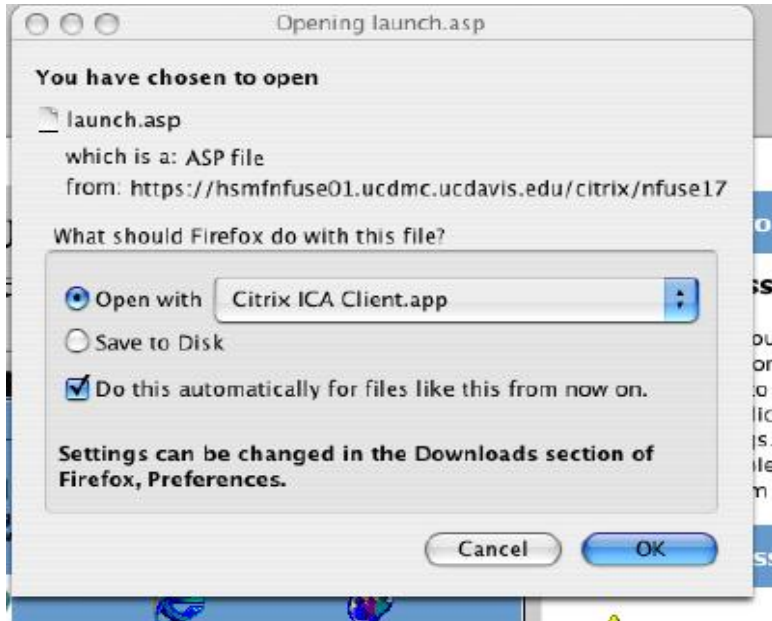 Opening launch.asp
You have chosen to open
launch.asp
which is a: ASP file
from: https://hsmfnfuse01.ucdmc.ucdavis.edu/citrix/nfuse17
What should Firefox do with this file?
Open with Citrix ICA Client.app
Save to Disk
Do this automatically for files like this from now on.
Settings can be changed in the Downloads section of
Firefox, Preferences.
Cancel OK